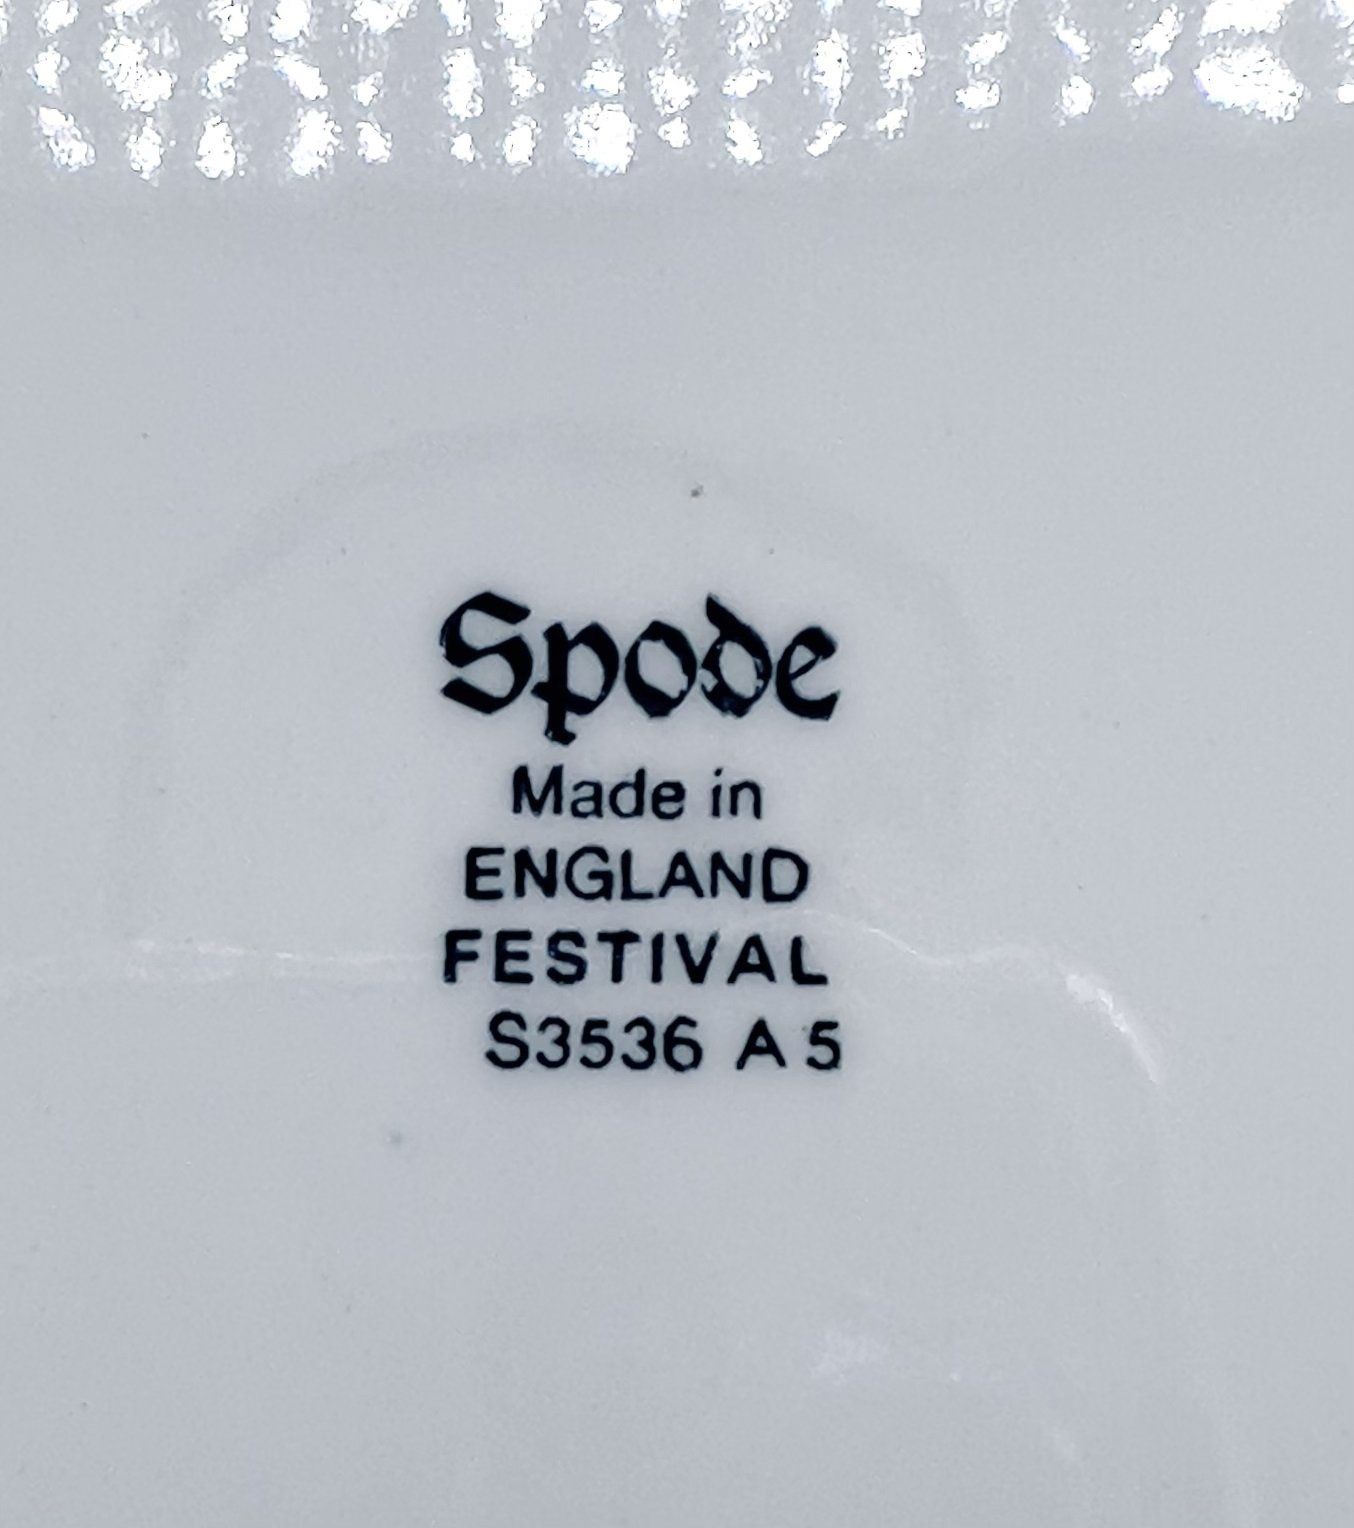 Spode
Made in
ENGLAND
FESTIVAL
S3536 A 5